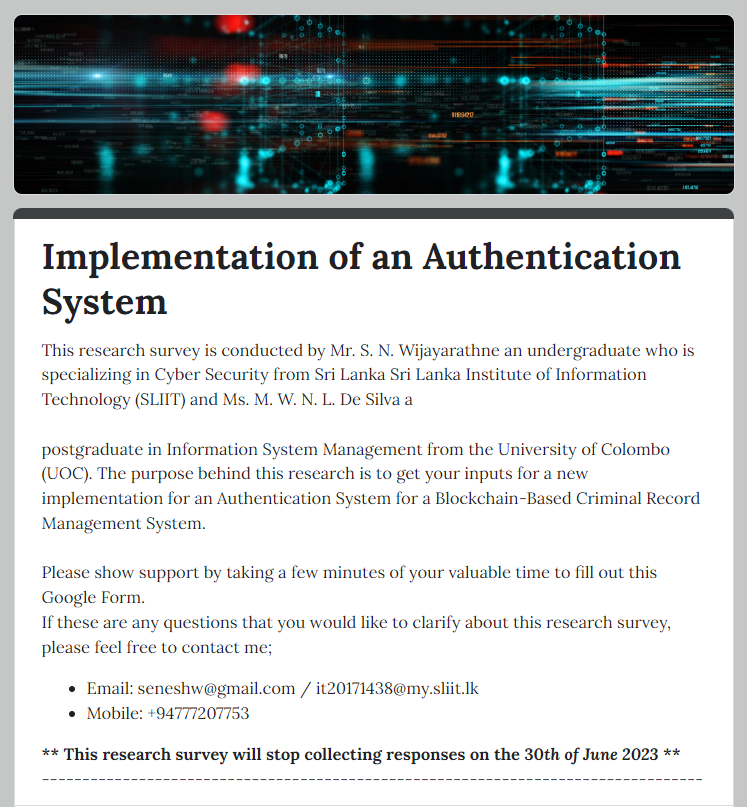 Implementation of an Authentication
System
This research survey is conducted by Mr. S. N. Wijayarathne an undergraduate who is
specializing in Cyber Security from Sri Lanka Sri Lanka Institute of Information
Technology (SLIIT) and Ms. M. W. N. L. De Silva a
postgraduate in Information System Management from the University of Colombo
(UOC). The purpose behind this research is to get your inputs for a new
implementation for an Authentication System for a Blockchain-Based Criminal Record
Management System.
Please show support by taking a few minutes of your valuable time to fill out this
Google Form.
If these are any questions that you would like to clarify about this research survey,
please feel free to contact me;
• Email: seneshw@gmail.com / it20171438@my.sliit.lk
• Mobile: +94777207753
** This research survey will stop collecting responses on the 30th of June 2023 **